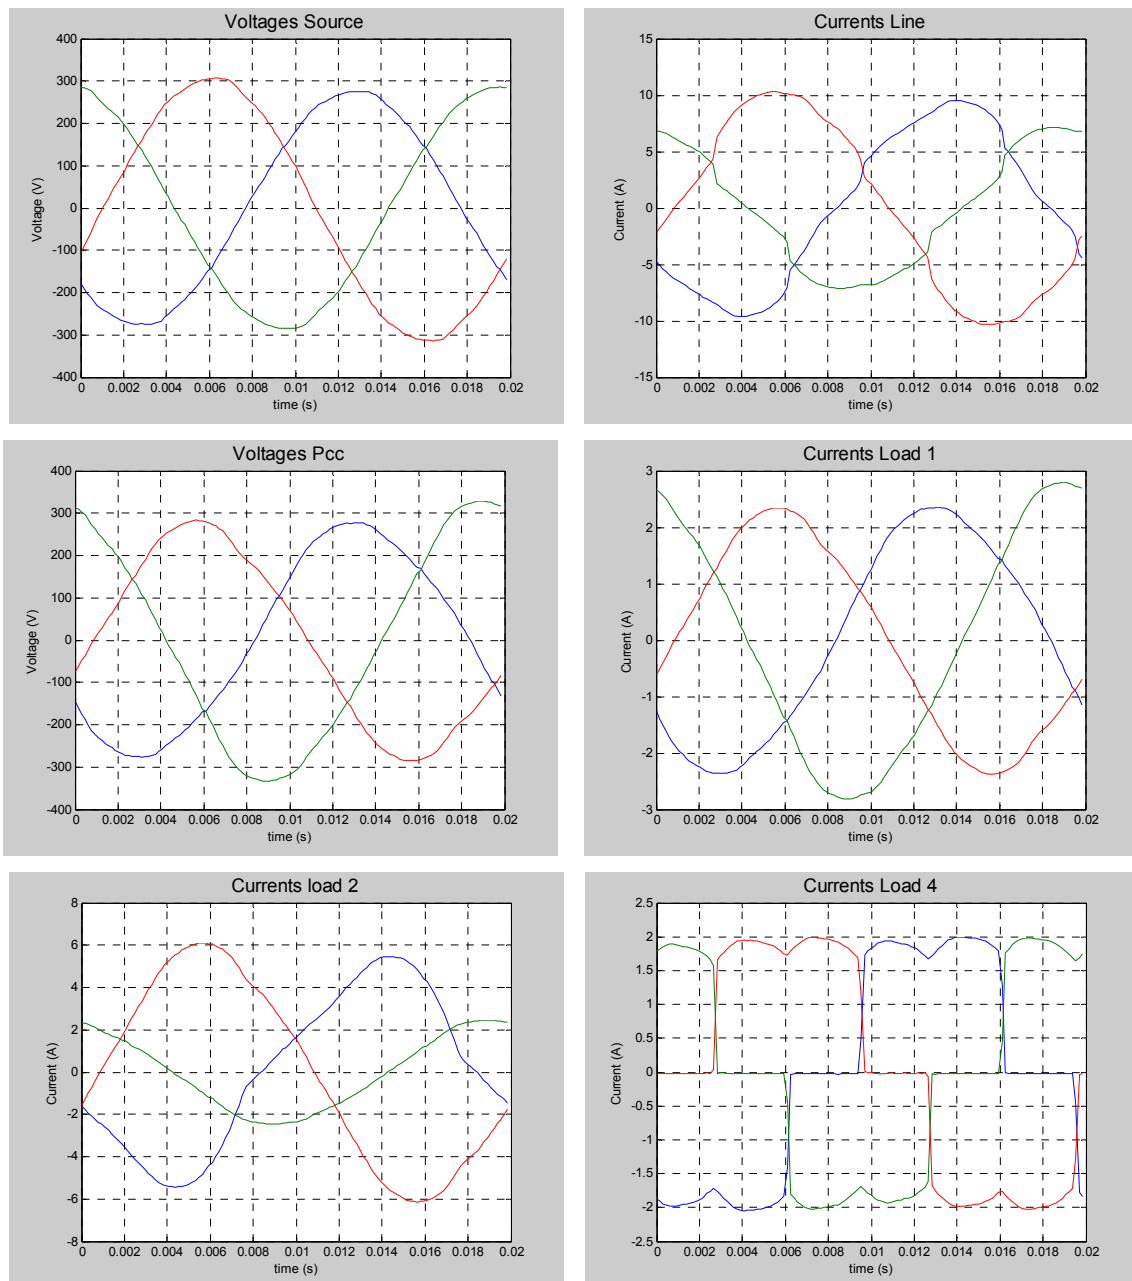 Voltages Source
400
300
200
100
0
-100
-200
-300
-400
Voltage (V)
0 0.002 0.004 0.006 0.008 0.01 0.012 0.014 0.016 0.018 0.02
time (s)
Currents Line
15
10
5
0
-5
-10
-15
Current (A)
0 0.002 0.004 0.006 0.008 0.01 0.012 0.014 0.016 0.018 0.02
time (s)
Voltages Pcc
400
300
200
100
0
-100
-200
-300
-400
Voltage (V)
0 0.002 0.004 0.006 0.008 0.01 0.012 0.014 0.016 0.018 0.02
time (s)
Currents Load 1
3
2
1
0
-1
-2
-3
Current (A)
0 0.002 0.004 0.006 0.008 0.01 0.012 0.014 0.016 0.018 0.02
time (s)
Currents load 2
8
6
4
2
0
-2
-4
-6
-8
Current (A)
0 0.002 0.004 0.006 0.008 0.01 0.012 0.014 0.016 0.018 0.02
time (s)
Currents Load 4
2.5
2
1.5
1
0.5
0
-0.5
-1
-1.5
-2
-2.5
Current (A)
0 0.002 0.004 0.006 0.008 0.01 0.012 0.014 0.016 0.018 0.02
time (s)